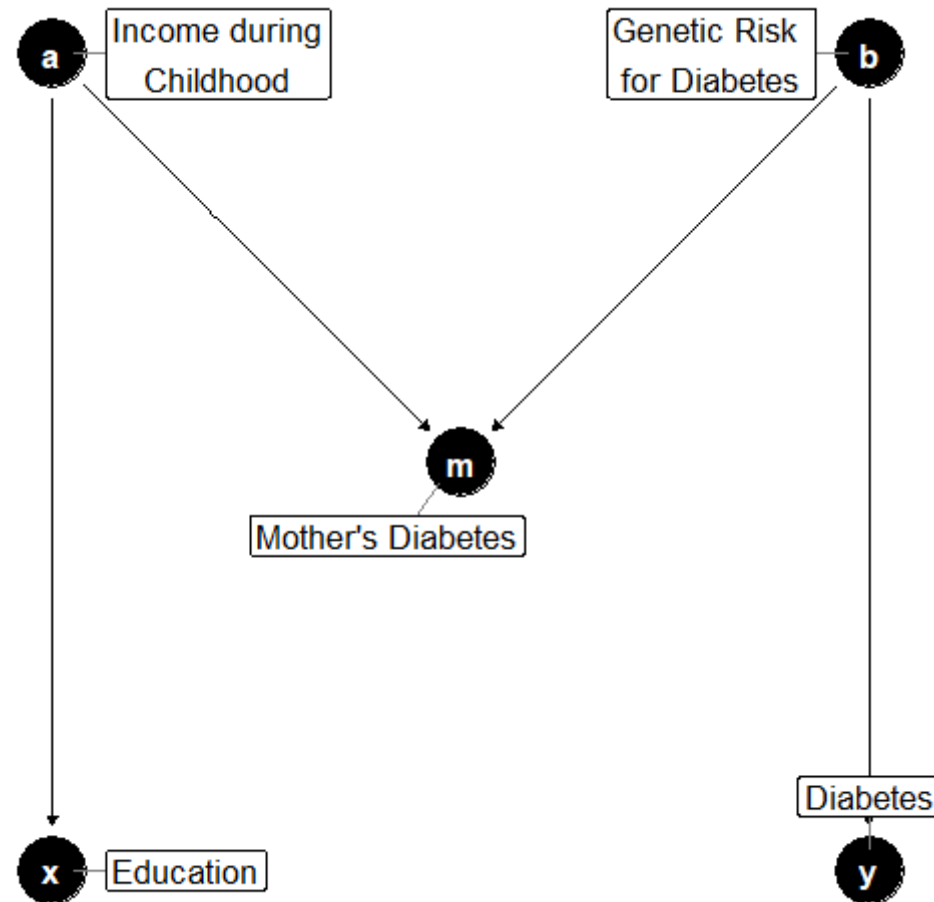 a
Income during
Childhood
Genetic Risk
for Diabetes
b
m
Mother's Diabetes
Diabetes
x
Education
y